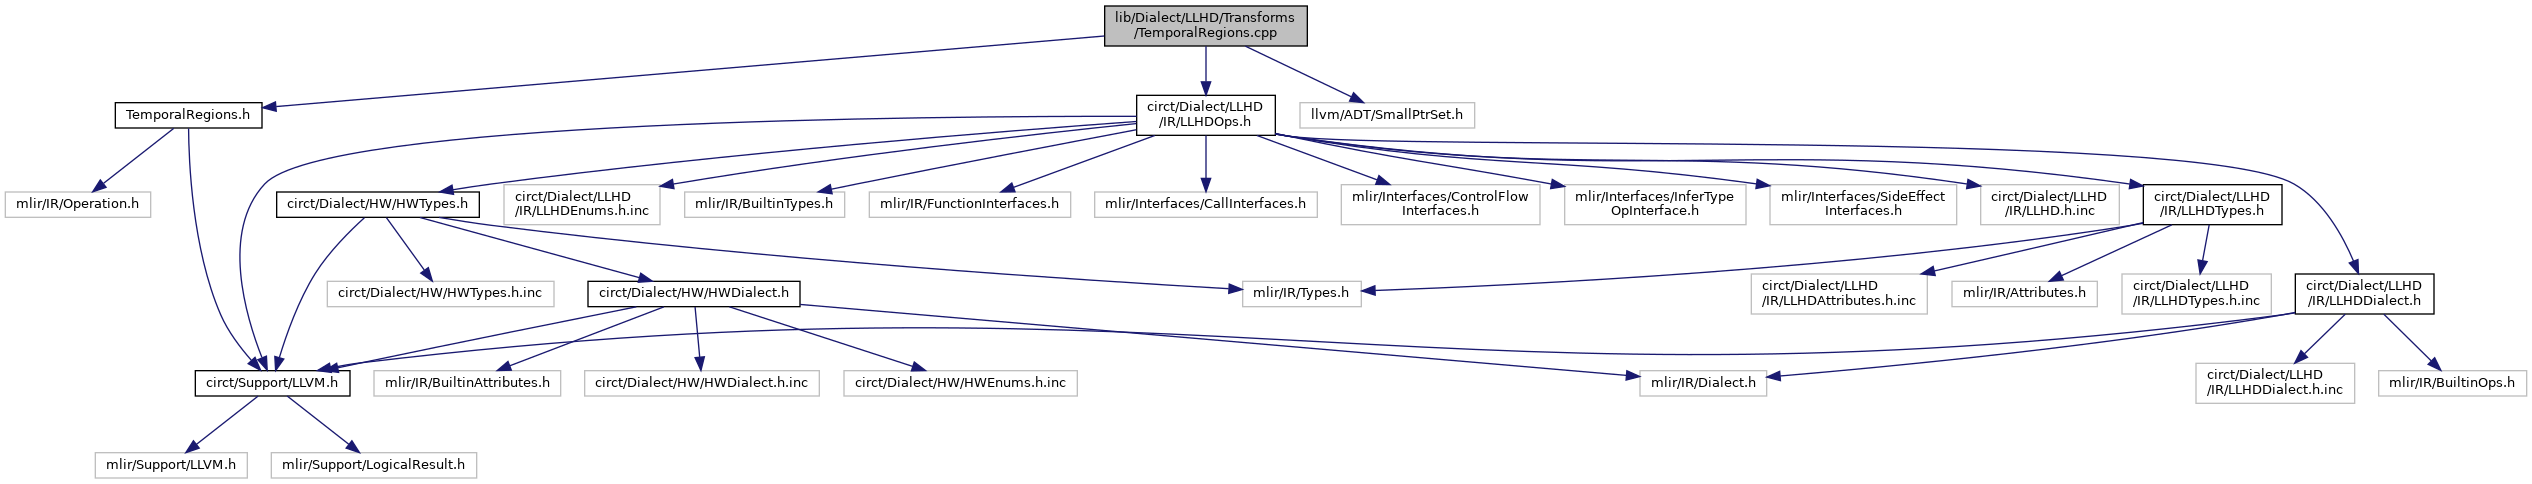 lib/Dialect/LLHD/Transforms
/TemporalRegions.cpp
TemporalRegions.h
circt/Dialect/LLHD
/IR/LLHDOps.h
llvm/ADT/SmallPtrSet.h
mlir/IR/Operation.h
circt/Dialect/HW/HWTypes.h
circt/Dialect/LLHD
/IR/LLHDEnums.h.inc
mlir/IR/BuiltinTypes.h
mlir/IR/FunctionInterfaces.h
mlir/Interfaces/CallInterfaces.h
mlir/Interfaces/ControlFlow
Interfaces.h
mlir/Interfaces/InferType
OpInterface.h
mlir/Interfaces/SideEffect
Interfaces.h
circt/Dialect/LLHD
/IR/LLHD.h.inc
circt/Dialect/LLHD
/IR/LLHDTypes.h
circt/Dialect/HW/HWTypes.h.inc
circt/Dialect/HW/HWDialect.h
mlir/IR/Types.h
circt/Dialect/LLHD
/IR/LLHDAttributes.h.inc
mlir/IR/Attributes.h
circt/Dialect/LLHD
/IR/LLHDTypes.h.inc
circt/Dialect/LLHD
/IR/LLHDDialect.h
circt/Support/LLVM.h
mlir/IR/BuiltinAttributes.h
circt/Dialect/HW/HWDialect.h.inc
circt/Dialect/HW/HWEnums.h.inc
mlir/IR/Dialect.h
circt/Dialect/LLHD
/IR/LLHDDialect.h.inc
mlir/IR/BuiltinOps.h
mlir/Support/LLVM.h
mlir/Support/LogicalResult.h